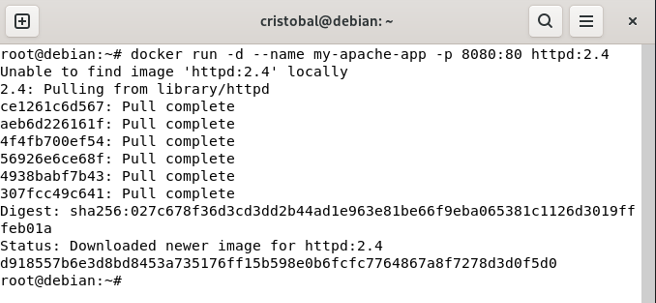 cristobal@debian: ~
root@debian:~# docker run -d --name my-apache-app -p 8080:80 httpd:2.4
Unable to find image 'httpd:2.4' locally
2.4: Pulling from library/httpd
ce1261c6d567: Pull complete
aeb6d226161f: Pull complete
4f4fb700ef54: Pull complete
56926e6ce68f: Pull complete
4938babf7b43: Pull complete
307fcc49c641: Pull complete
Digest: sha256:027c678f36d3cd3dd2b44ad1e963e81be66f9eba065381c1126d3019ff
feb01a
Status: Downloaded newer image for httpd:2.4
d918557b6e3d8bd8453a735176ff15b598e0b6fcfc7764867a8f7278d3d0f5d0
root@debian:~#